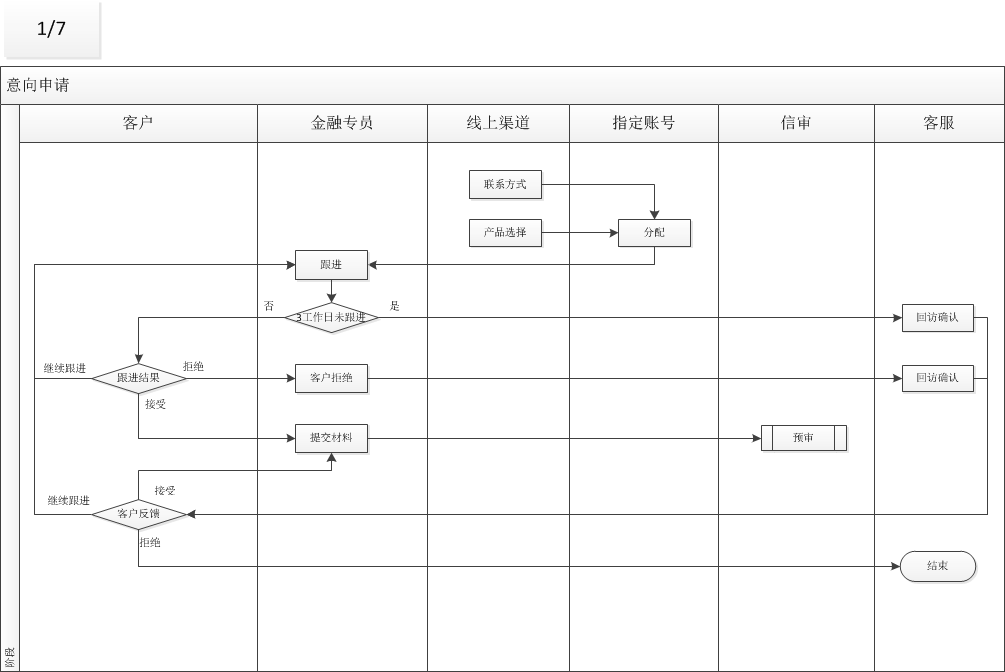 1/7
意向申请
客户
金融专员
线上渠道
指定账号
信审
客服
联系方式
产品选择
分配
跟进
否
是
3工作日未跟进
回访确认
继续跟进
跟进结果
拒绝
客户拒绝
回访确认
接受
提交材料
预审
接受
继续跟进
客户反馈
拒绝
结束
阶段